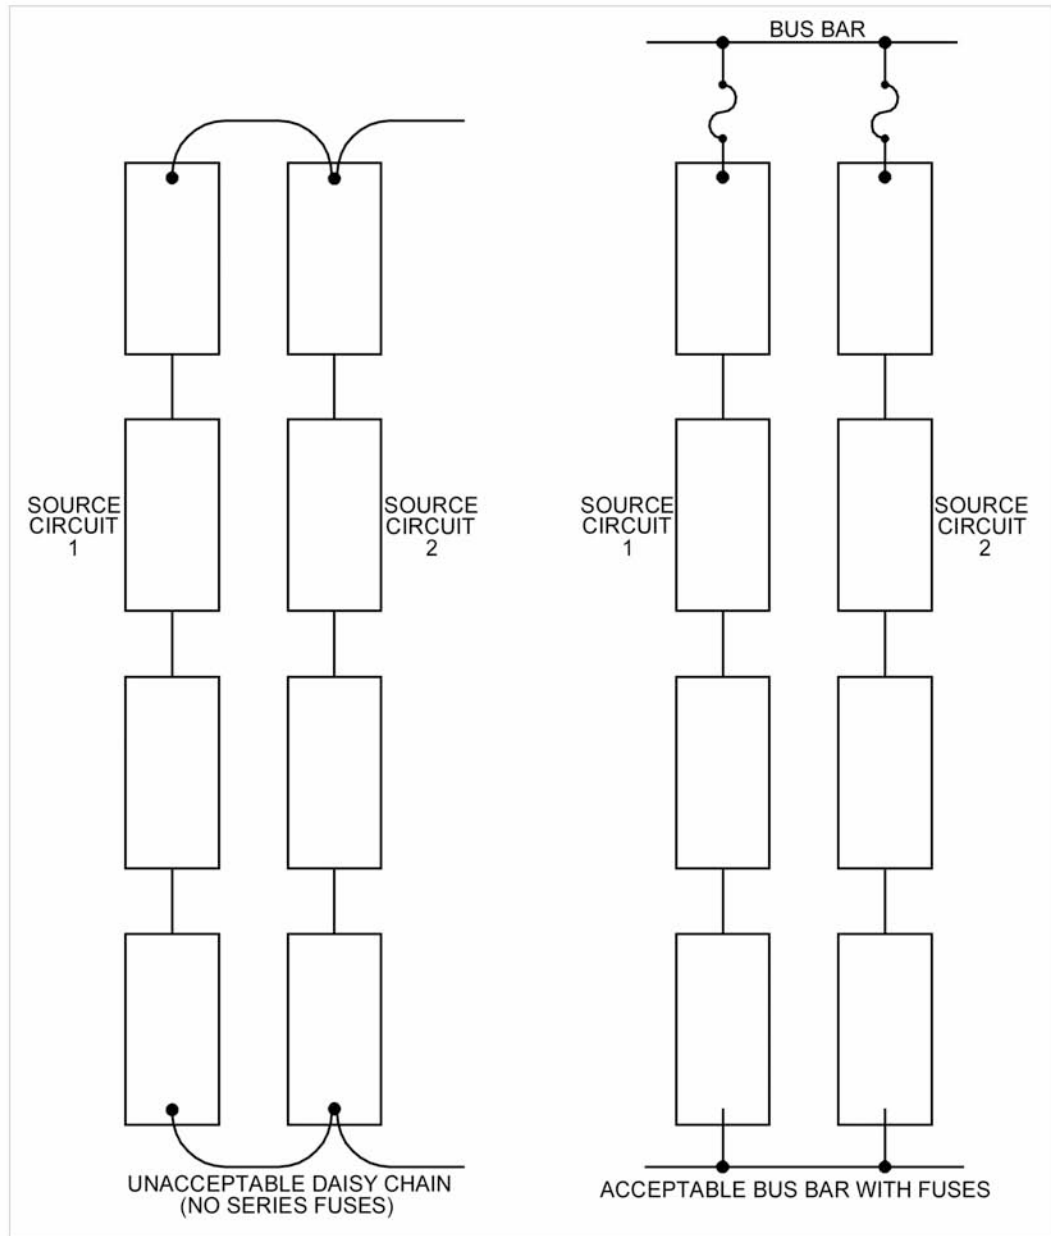 BUS BAR
SOURCE
CIRCUIT
1
SOURCE
CIRCUIT
2
SOURCE
CIRCUIT
1
SOURCE
CIRCUIT
2
UNACCEPTABLE DAISY CHAIN
(NO SERIES FUSES)
ACCEPTABLE BUS BAR WITH FUSES